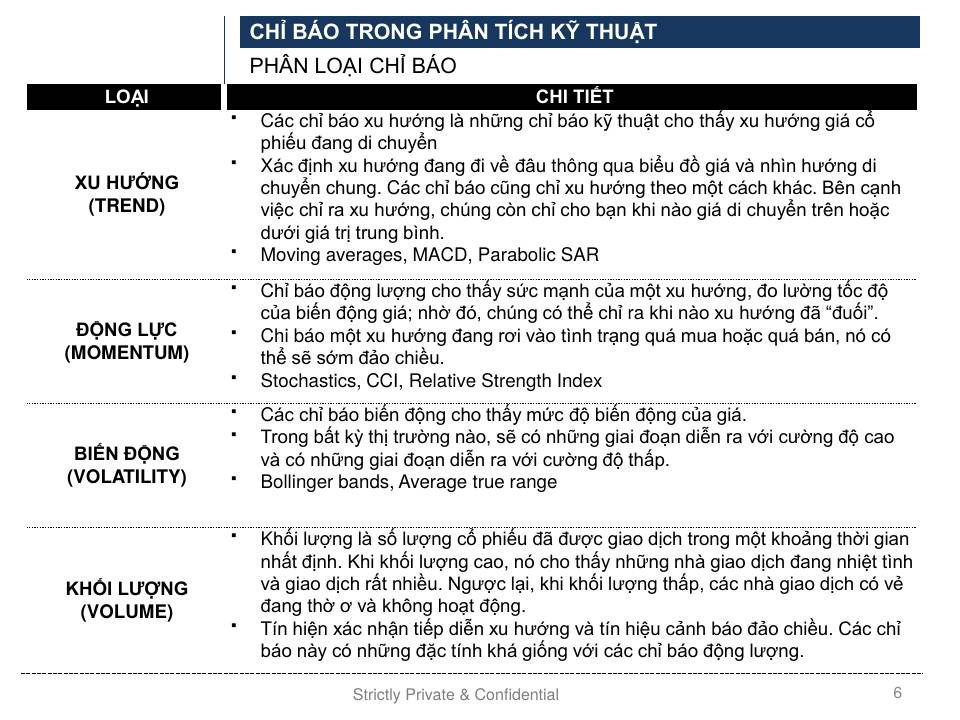 CHỈ BÁO TRONG PHÂN TÍCH KỸ THUẬT
PHÂN LOẠI CHỈ BÁO
LOẠI
CHI TIẾT
XU HƯỚNG
(TREND)
▪ Các chỉ báo xu hướng là những chỉ báo kỹ thuật cho thấy xu hướng giá cổ
phiếu đang di chuyển
▪ Xác định xu hướng đang đi về đâu thông qua biểu đồ giá và nhìn hướng di
chuyển chung. Các chỉ báo cũng chỉ xu hướng theo một cách khác. Bên cạnh
việc chỉ ra xu hướng, chúng còn chỉ cho bạn khi nào giá di chuyển trên hoặc
dưới giá trị trung bình.
▪ Moving averages, MACD, Parabolic SAR
ĐỘNG LỰC
(MOMENTUM)
▪ Chỉ báo động lượng cho thấy sức mạnh của một xu hướng, đo lường tốc độ
của biến động giá; nhờ đó, chúng có thể chỉ ra khi nào xu hướng đã “đuối”.
▪ Chi báo một xu hướng đang rơi vào tình trạng quá mua hoặc quá bán, nó có
thể sẽ sớm đảo chiều.
▪ Stochastics, CCI, Relative Strength Index
BIẾN ĐỘNG
(VOLATILITY)
▪ Các chỉ báo biến động cho thấy mức độ biến động của giá.
▪ Trong bất kỳ thị trường nào, sẽ có những giai đoạn diễn ra với cường độ cao
và có những giai đoạn diễn ra với cường độ thấp.
▪ Bollinger bands, Average true range
KHỐI LƯỢNG
(VOLUME)
▪ Khối lượng là số lượng cổ phiếu đã được giao dịch trong một khoảng thời gian
nhất định. Khi khối lượng cao, nó cho thấy những nhà giao dịch đang nhiệt tình
và giao dịch rất nhiều. Ngược lại, khi khối lượng thấp, các nhà giao dịch có vẻ
đang thờ ơ và không hoạt động.
▪ Tín hiện xác nhận tiếp diễn xu hướng và tín hiệu cảnh báo đảo chiều. Các chỉ
báo này có những đặc tính khá giống với các chỉ báo động lượng.
Strictly Private & Confidential
6